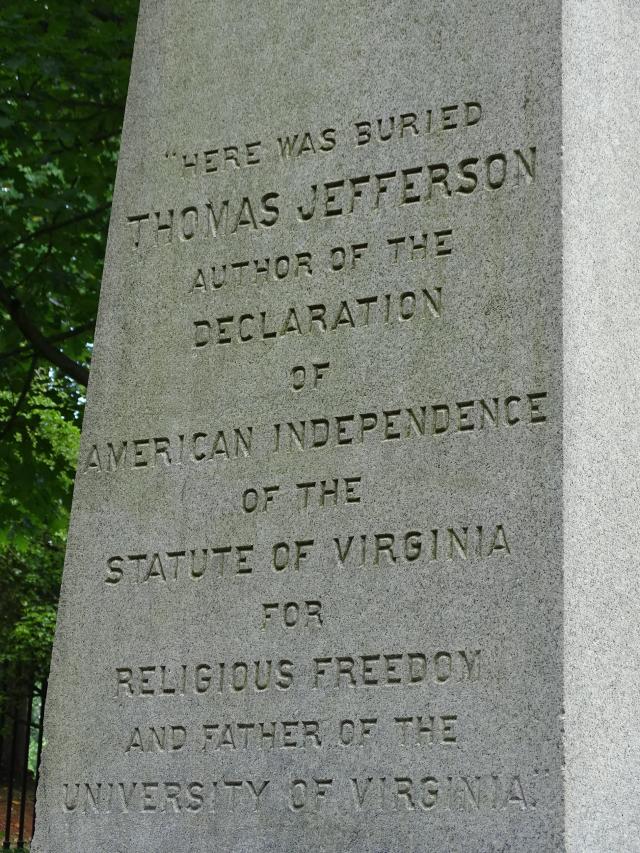 "HERE WAS BURIED
THOMAS JEFFERSON
AUTHOR OF THE
DECLARATION
OF
AMERICAN INDEPENDENCE
OF THE
STATUTE OF VIRGINIA
FOR
RELIGIOUS FREEDOM
AND FATHER OF THE
UNIVERSITY OF VIRGINIA."